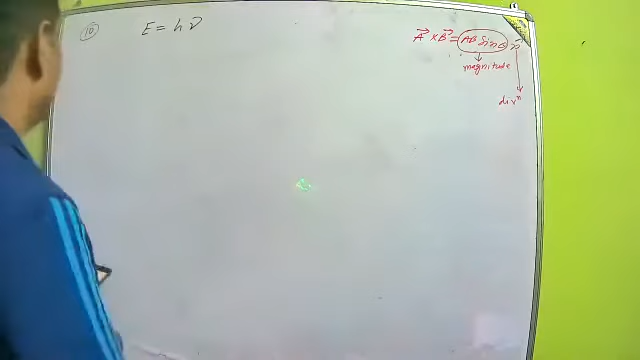 10 E = hν
A⃗ × B⃗ = AB Sinθ n̂
magnitude
dirⁿ